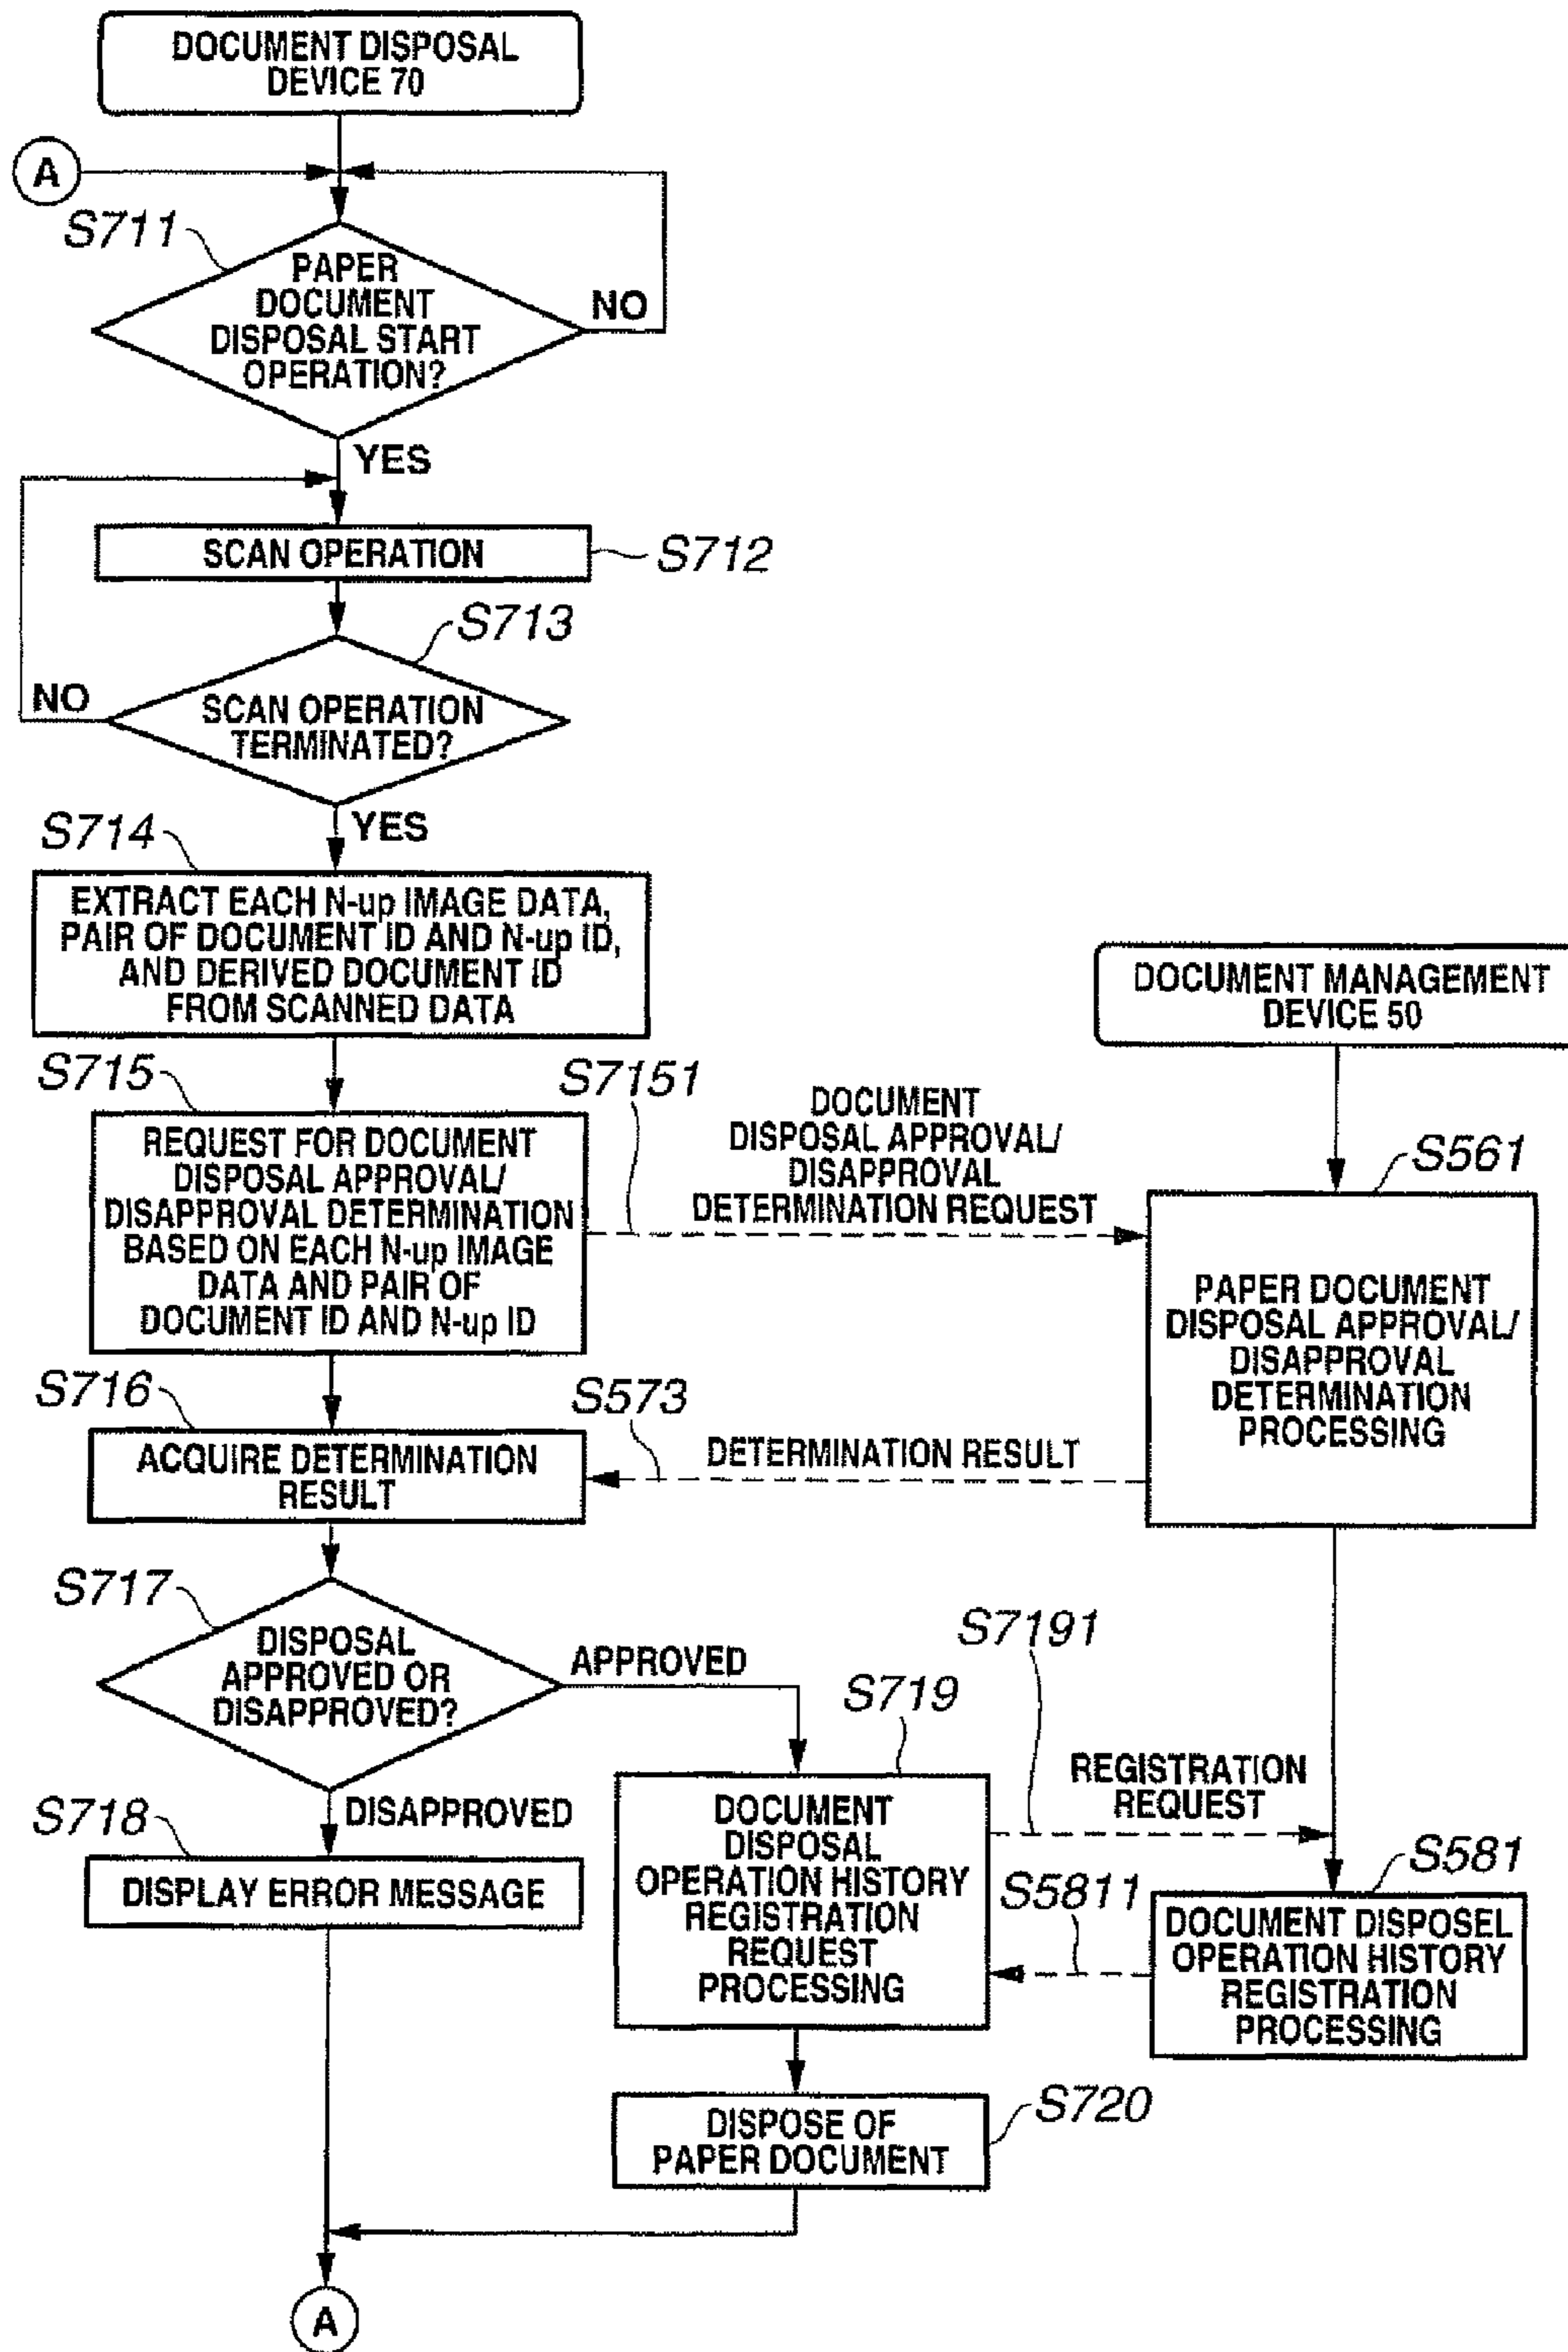 DOCUMENT DISPOSAL
DEVICE 70
A
S711
PAPER
DOCUMENT
DISPOSAL START
OPERATION?
NO
YES
SCAN OPERATION
S712
S713
NO
SCAN OPERATION
TERMINATED?
YES
S714
EXTRACT EACH N-up IMAGE DATA,
PAIR OF DOCUMENT ID AND N-up ID,
AND DERIVED DOCUMENT ID
FROM SCANNED DATA
DOCUMENT MANAGEMENT
DEVICE 50
S715
REQUEST FOR DOCUMENT
DISPOSAL APPROVAL/
DISAPPROVAL DETERMINATION
BASED ON EACH N-up IMAGE
DATA AND PAIR OF
DOCUMENT ID AND N-up ID
S7151
DOCUMENT
DISPOSAL APPROVAL/
DISAPPROVAL
DETERMINATION REQUEST
S561
PAPER DOCUMENT
DISPOSAL APPROVAL/
DISAPPROVAL
DETERMINATION
PROCESSING
S716
ACQUIRE DETERMINATION
RESULT
S573
DETERMINATION RESULT
S717
DISPOSAL
APPROVED OR
DISAPPROVED?
APPROVED
DISAPPROVED
S718
DISPLAY ERROR MESSAGE
S719
DOCUMENT
DISPOSAL
OPERATION HISTORY
REGISTRATION
REQUEST
PROCESSING
S7191
REGISTRATION
REQUEST
S5811
S581
DOCUMENT DISPOSEL
OPERATION HISTORY
REGISTRATION
PROCESSING
DISPOSE OF
PAPER DOCUMENT
S720
A